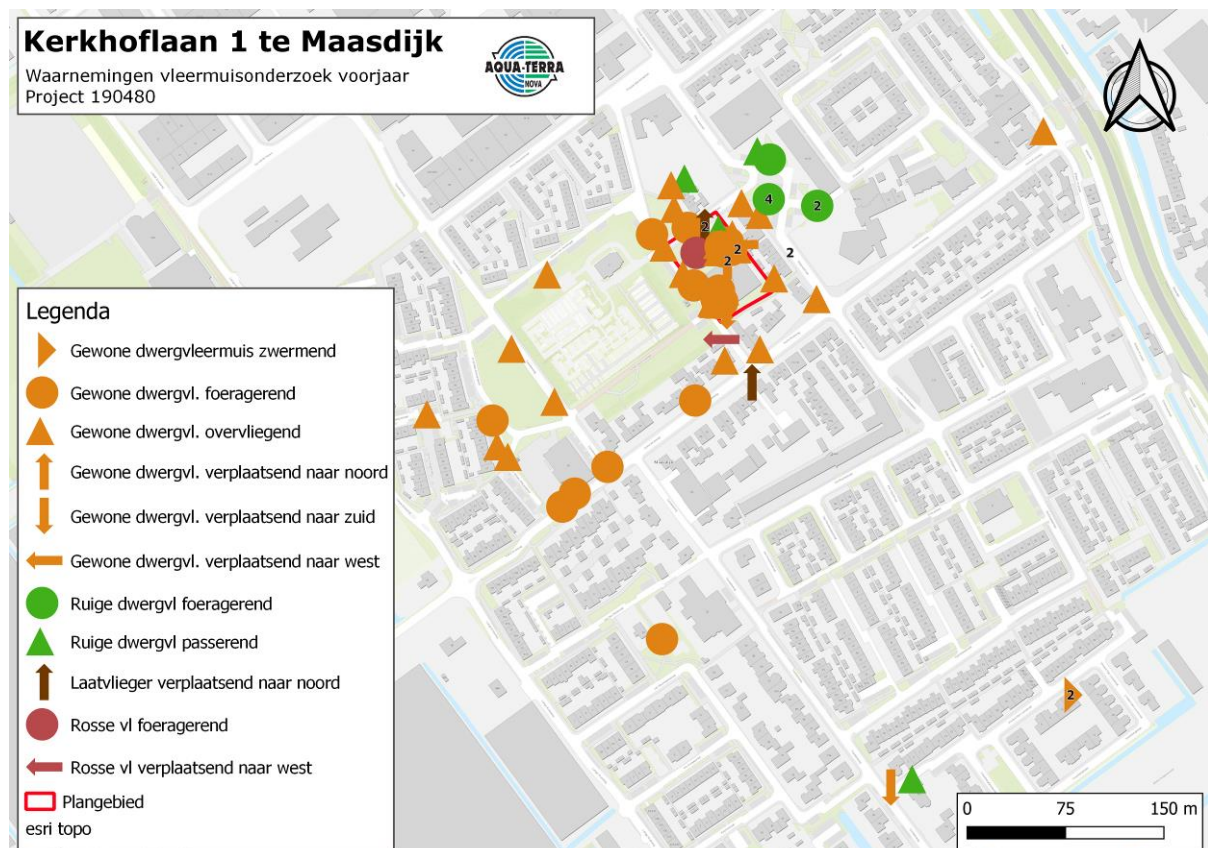 Kerkhoflaan 1 te Maasdijk
Waarnemingen vleermuisonderzoek voorjaar
Project 190480
AQUA-TERRA
NOVA
4
2
2
2
2
2
Legenda
Gewone dwergvleermuis zwermend
Gewone dwergvl. foeragerend
Gewone dwergvl. overvliegend
Gewone dwergvl. verplaatsend naar noord
Gewone dwergvl. verplaatsend naar zuid
Gewone dwergvl. verplaatsend naar west
Ruige dwergvl foeragerend
Ruige dwergvl passerend
Laatvlieger verplaatsend naar noord
Rosse vl foeragerend
Rosse vl verplaatsend naar west
Plangebied
esri topo
2
0 75 150 m